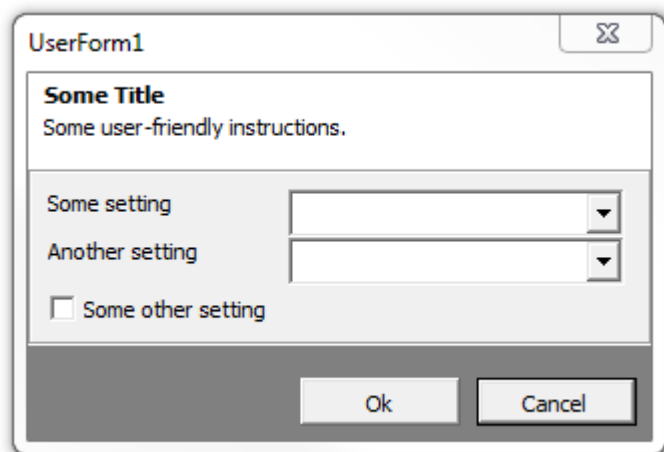 UserForm1
Some Title
Some user-friendly instructions.
Some setting
Another setting
Some other setting
Ok Cancel